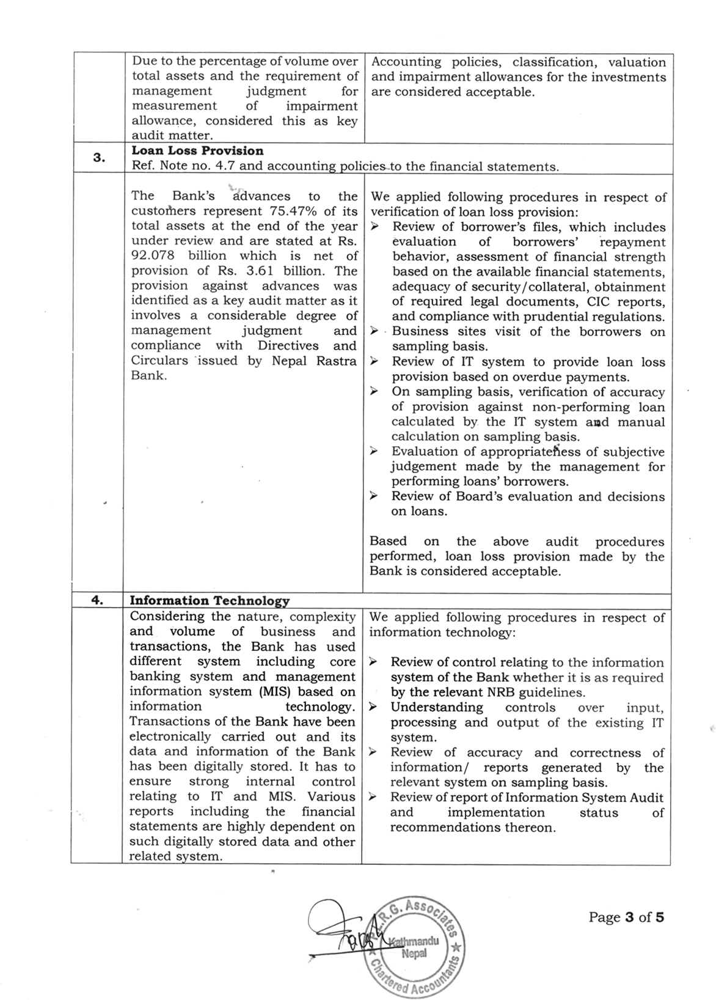 Due to the percentage of volume over
total assets and the requirement of
management judgment for
measurement of impairment
allowance, considered this as key
audit matter.
Accounting policies, classification, valuation
and impairment allowances for the investments
are considered acceptable.
3.
Loan Loss Provision
Ref. Note no. 4.7 and accounting policies to the financial statements.
The Bank's advances to the
customers represent 75.47% of its
total assets at the end of the year
under review and are stated at Rs.
92.078 billion which is net of
provision of Rs. 3.61 billion. The
provision against advances was
identified as a key audit matter as it
involves a considerable degree of
management judgment and
compliance with Directives and
Circulars issued by Nepal Rastra
Bank.
We applied following procedures in respect of
verification of loan loss provision:
➢ Review of borrower's files, which includes
evaluation of borrowers' repayment
behavior, assessment of financial strength
based on the available financial statements,
adequacy of security/collateral, obtainment
of required legal documents, CIC reports,
and compliance with prudential regulations.
➢ Business sites visit of the borrowers on
sampling basis.
➢ Review of IT system to provide loan loss
provision based on overdue payments.
➢ On sampling basis, verification of accuracy
of provision against non-performing loan
calculated by the IT system and manual
calculation on sampling basis.
➢ Evaluation of appropriateness of subjective
judgement made by the management for
performing loans' borrowers.
➢ Review of Board's evaluation and decisions
on loans.
Based on the above audit procedures
performed, loan loss provision made by the
Bank is considered acceptable.
4.
Information Technology
Considering the nature, complexity
and volume of business and
transactions, the Bank has used
different system including core
banking system and management
information system (MIS) based on
information technology.
Transactions of the Bank have been
electronically carried out and its
data and information of the Bank
has been digitally stored. It has to
ensure strong internal control
relating to IT and MIS. Various
reports including the financial
statements are highly dependent on
such digitally stored data and other
related system.
We applied following procedures in respect of
information technology:
➢ Review of control relating to the information
system of the Bank whether it is as required
by the relevant NRB guidelines.
➢ Understanding controls over input,
processing and output of the existing IT
system.
➢ Review of accuracy and correctness of
information/ reports generated by the
relevant system on sampling basis.
➢ Review of report of Information System Audit
and implementation status of
recommendations thereon.
R.G. Associates
Kathmandu
Nepal
Chartered Accountants
Page 3 of 5